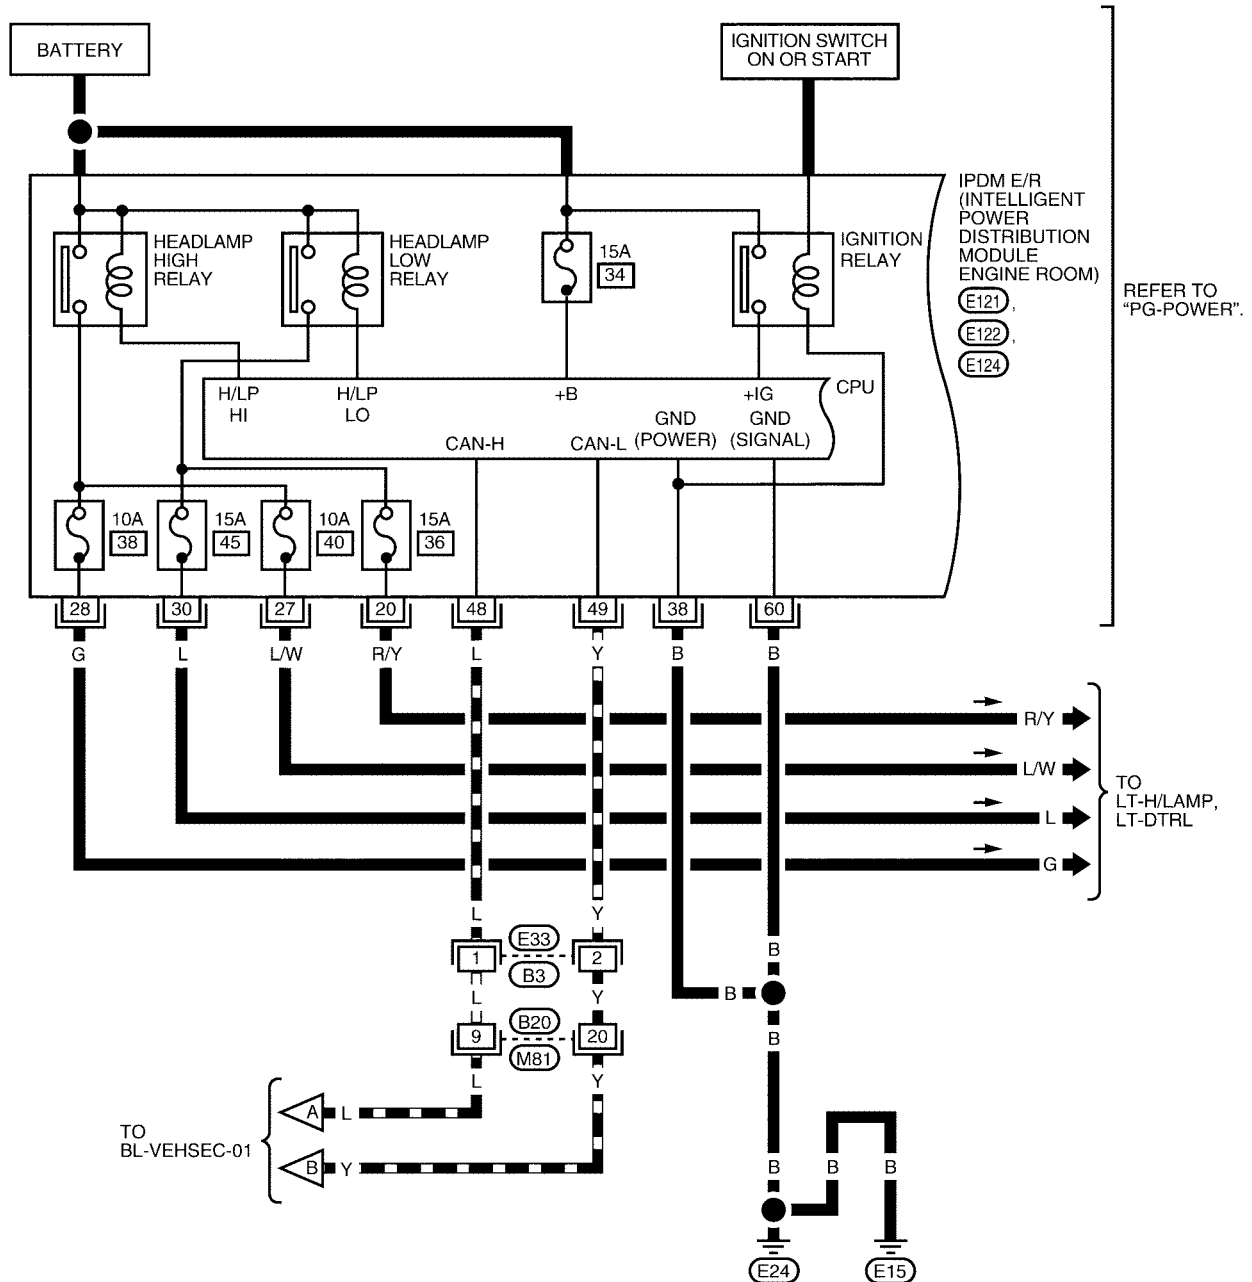 BATTERY
IGNITION SWITCH
ON OR START
IPDM E/R
(INTELLIGENT
POWER
DISTRIBUTION
MODULE
ENGINE ROOM)
E121 ,
E122 ,
E124
REFER TO
“PG-POWER”.
HEADLAMP
HIGH
RELAY
HEADLAMP
LOW
RELAY
15A
34
IGNITION
RELAY
H/LP
HI
H/LP
LO
+B
+IG
CPU
CAN-H
CAN-L
GND
(POWER)
GND
(SIGNAL)
10A
38
15A
45
10A
40
15A
36
28 30 27 20 48 49 38 60
G L L/W R/Y L Y B B
R/Y
L/W
L
G
TO
LT-H/LAMP,
LT-DTRL
L Y B
1 E33 2
B3
L Y B
9 B20 20 B
M81
L Y
A L
TO
BL-VEHSEC-01
B Y
B B B
E24 E15